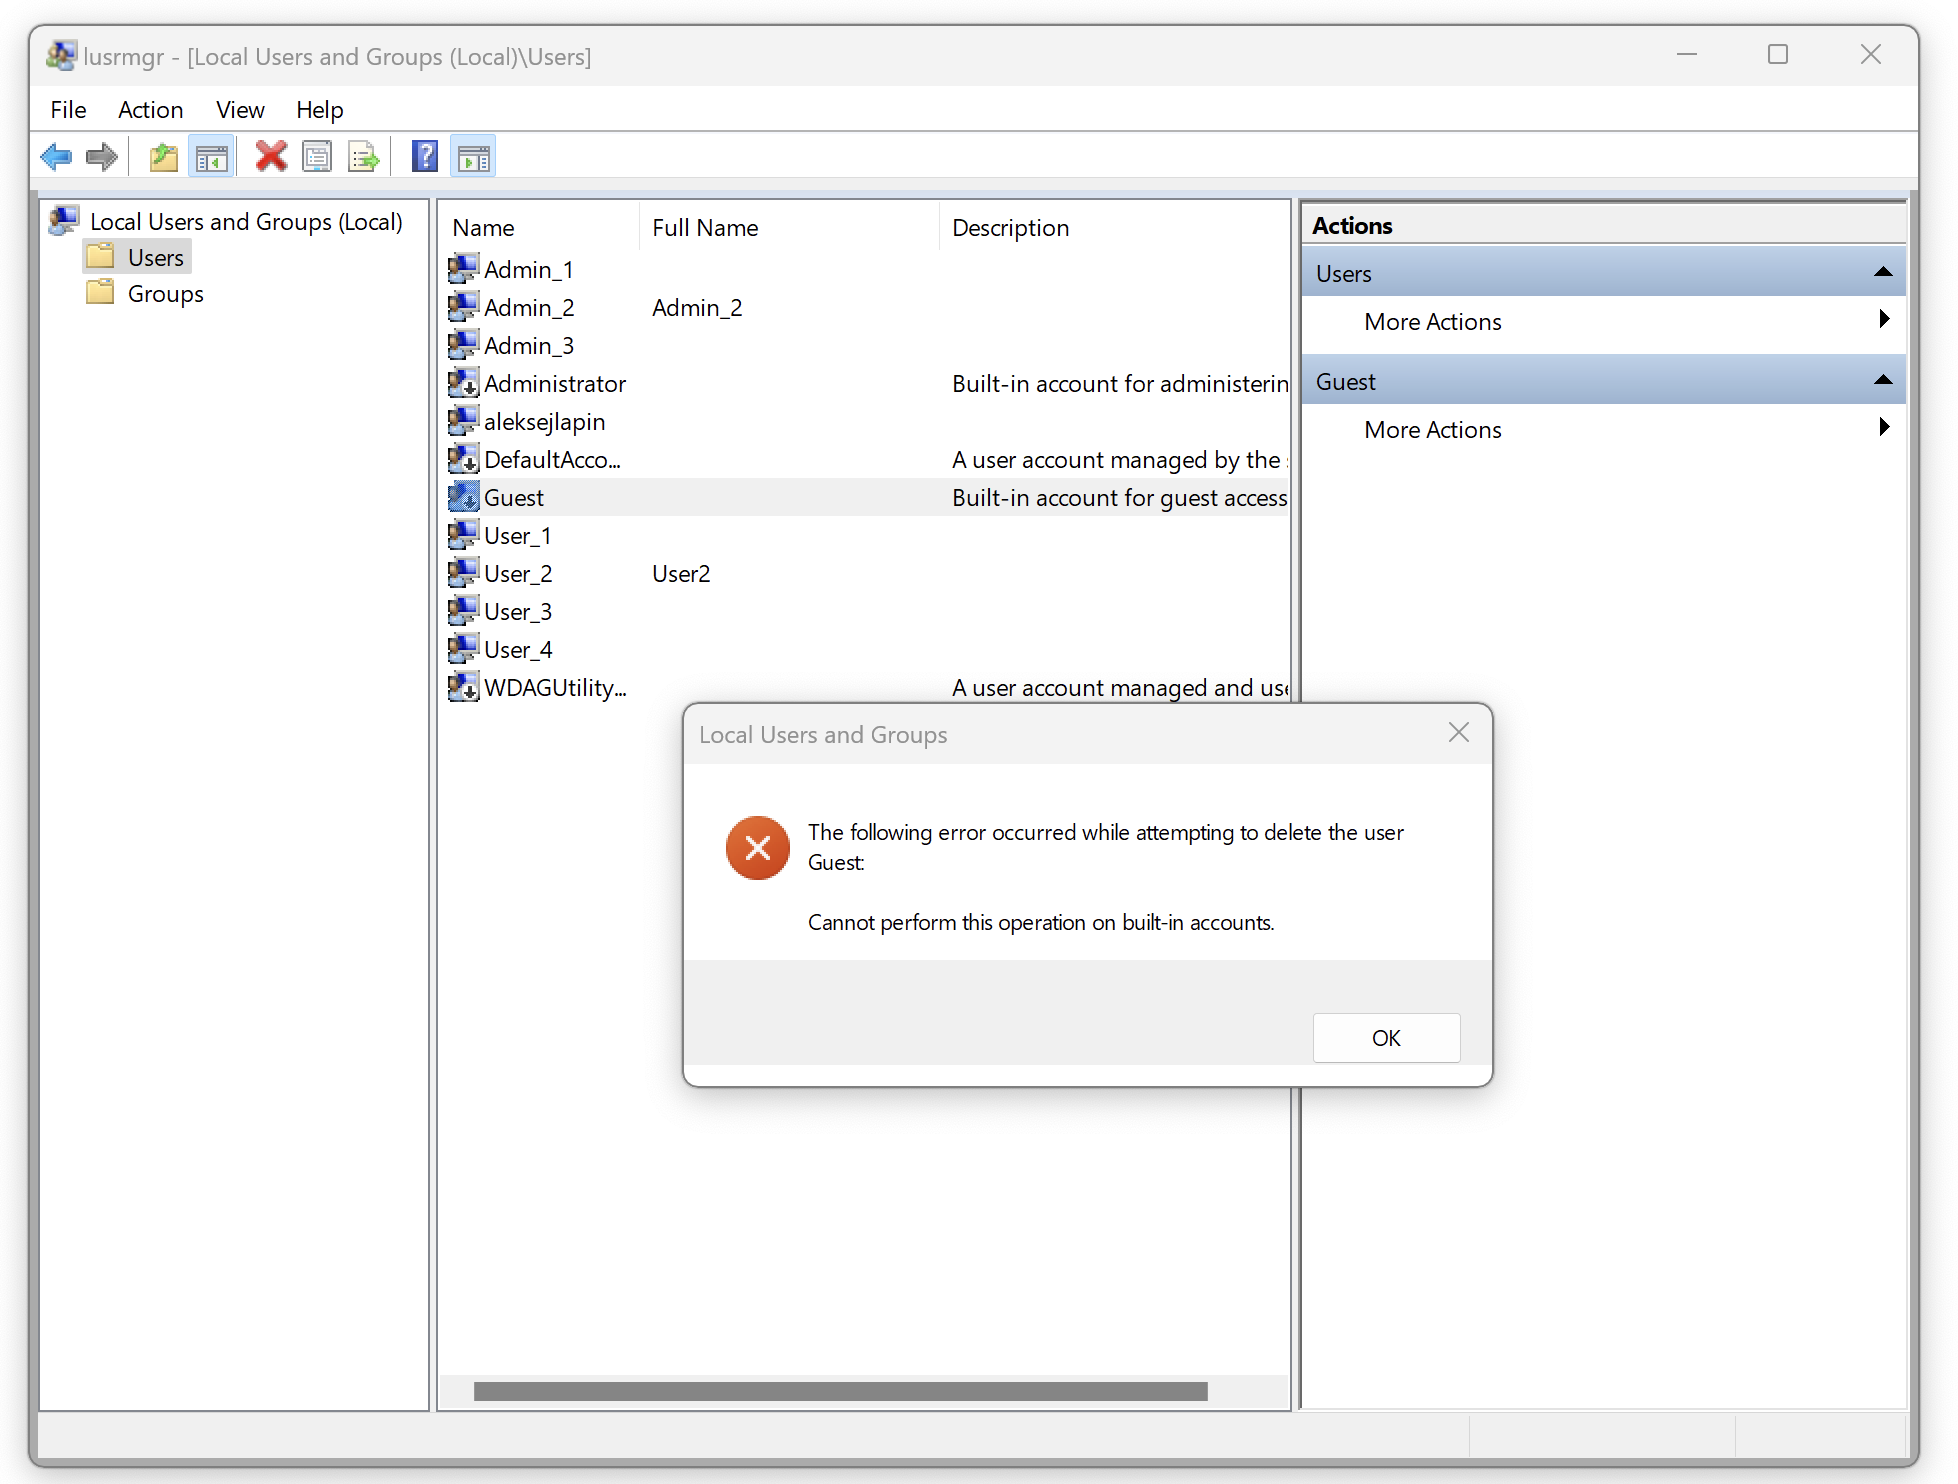 lusrmgr - [Local Users and Groups (Local)\Users]
File Action View Help
Local Users and Groups (Local)
Users
Groups
Name Full Name Description
Admin_1
Admin_2 Admin_2
Admin_3
Administrator Built-in account for administerin
aleksejlapin
DefaultAcco... A user account managed by the
Guest Built-in account for guest access
User_1
User_2 User2
User_3
User_4
WDAGUtility... A user account managed and use
Actions
Users
More Actions
Guest
More Actions
Local Users and Groups
The following error occurred while attempting to delete the user
Guest:
Cannot perform this operation on built-in accounts.
OK